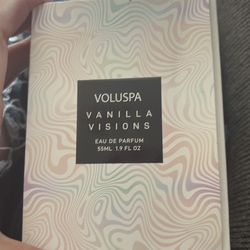 VOLUSPA
VANILLA
VISIONS
EAU DE PARFUM
55ML 1.9 FL OZ